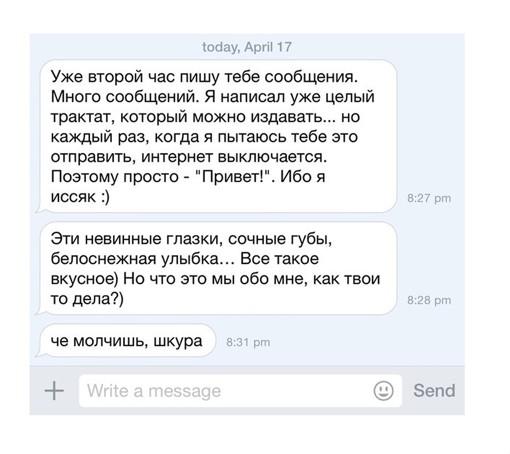 today, April 17
Уже второй час пишу тебе сообщения.
Много сообщений. Я написал уже целый
трактат, который можно издавать... но
каждый раз, когда я пытаюсь тебе это
отправить, интернет выключается.
Поэтому просто - "Привет!". Ибо я
иссяк :)
8:27 pm
Эти невинные глазки, сочные губы,
белоснежная улыбка... Все такое
вкусное) Но что это мы обо мне, как твои
то дела?)
8:28 pm
че молчишь, шкура
8:31 pm
Write a message
Send